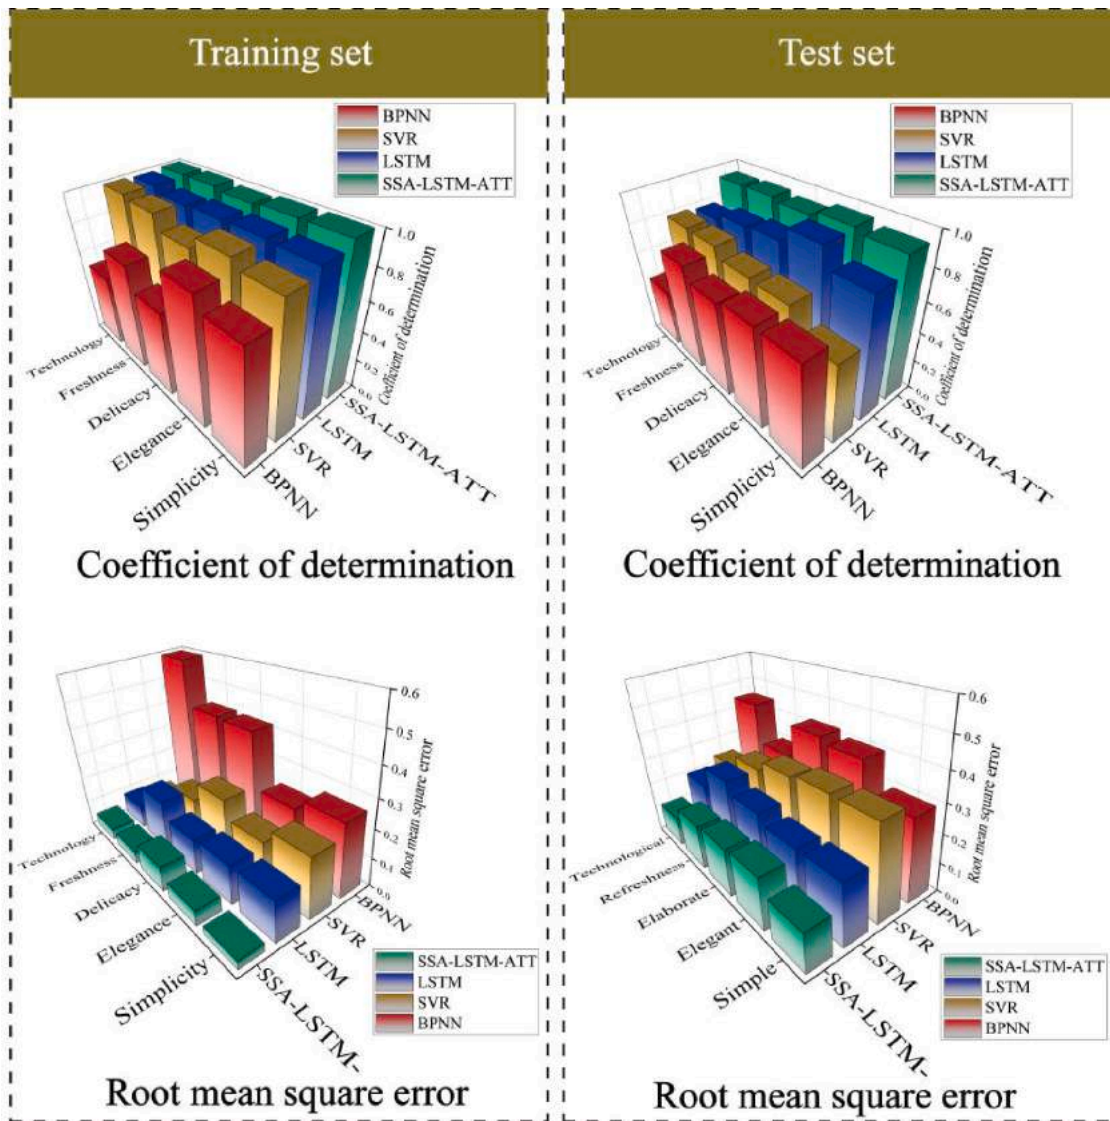 Training set
BPNN
SVR
LSTM
SSA-LSTM-ATT
1.0
0.8
0.6
0.4
0.2
0.0
Coefficient of determination
Technology
Freshness
Delicacy
Elegance
Simplicity
BPNN
SVR
LSTM
SSA-LSTM-ATT
Coefficient of determination
Test set
BPNN
SVR
LSTM
SSA-LSTM-ATT
1.0
0.8
0.6
0.4
0.2
0.0
Coefficient of determination
Technology
Freshness
Delicacy
Elegance
Simplicity
BPNN
SVR
LSTM
SSA-LSTM-ATT
Coefficient of determination
0.6
0.5
0.4
0.3
0.2
0.1
0.0
Root mean square error
Technology
Freshness
Delicacy
Elegance
Simplicity
SSA-LSTM-
LSTM
SVR
BPNN
SSA-LSTM-ATT
LSTM
SVR
BPNN
Root mean square error
0.6
0.5
0.4
0.3
0.2
0.1
0.0
Root mean square error
Technological
Refreshness
Elaborate
Elegant
Simple
SSA-LSTM-
LSTM
SVR
BPNN
SSA-LSTM-ATT
LSTM
SVR
BPNN
Root mean square error